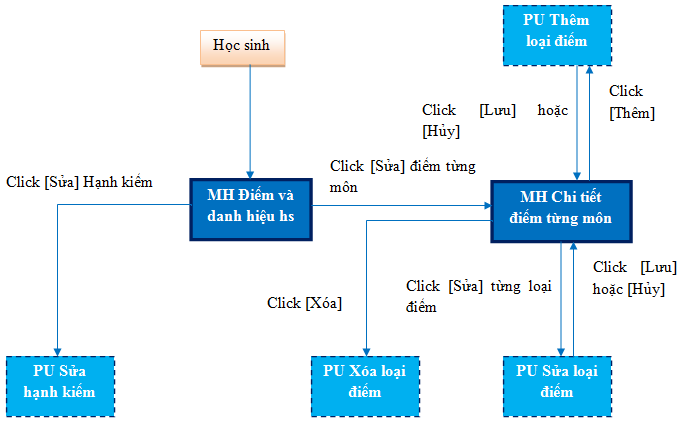 PU Thêm
loại điểm
Học sinh
Click [Lưu] hoặc
[Hủy]
Click
[Thêm]
Click [Sửa] Hạnh kiểm
MH Điểm và
danh hiệu hs
Click [Sửa] điểm từng
môn
MH Chi tiết
điểm từng môn
Click [Xóa]
Click [Sửa] từng loại
điểm
Click [Lưu]
hoặc [Hủy]
PU Sửa
hạnh kiểm
PU Xóa loại
điểm
PU Sửa loại
điểm